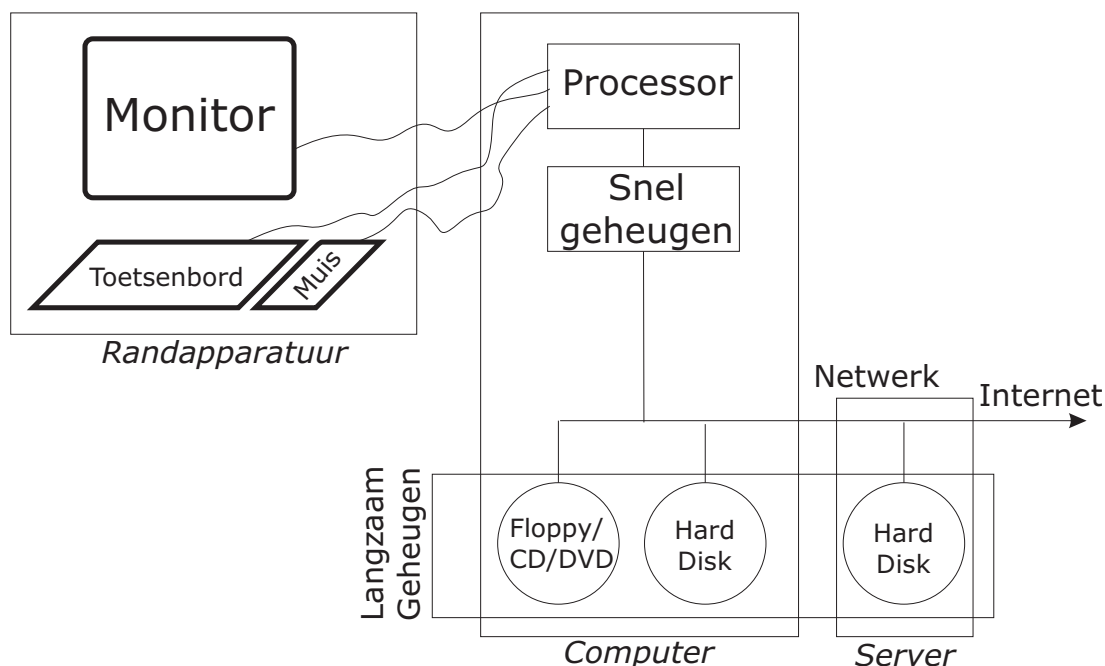 Monitor
Toetsenbord
Muis
Randapparatuur
Processor
Snel
geheugen
Netwerk
Internet
Langzaam
Geheugen
Floppy/
CD/DVD
Hard
Disk
Hard
Disk
Computer
Server